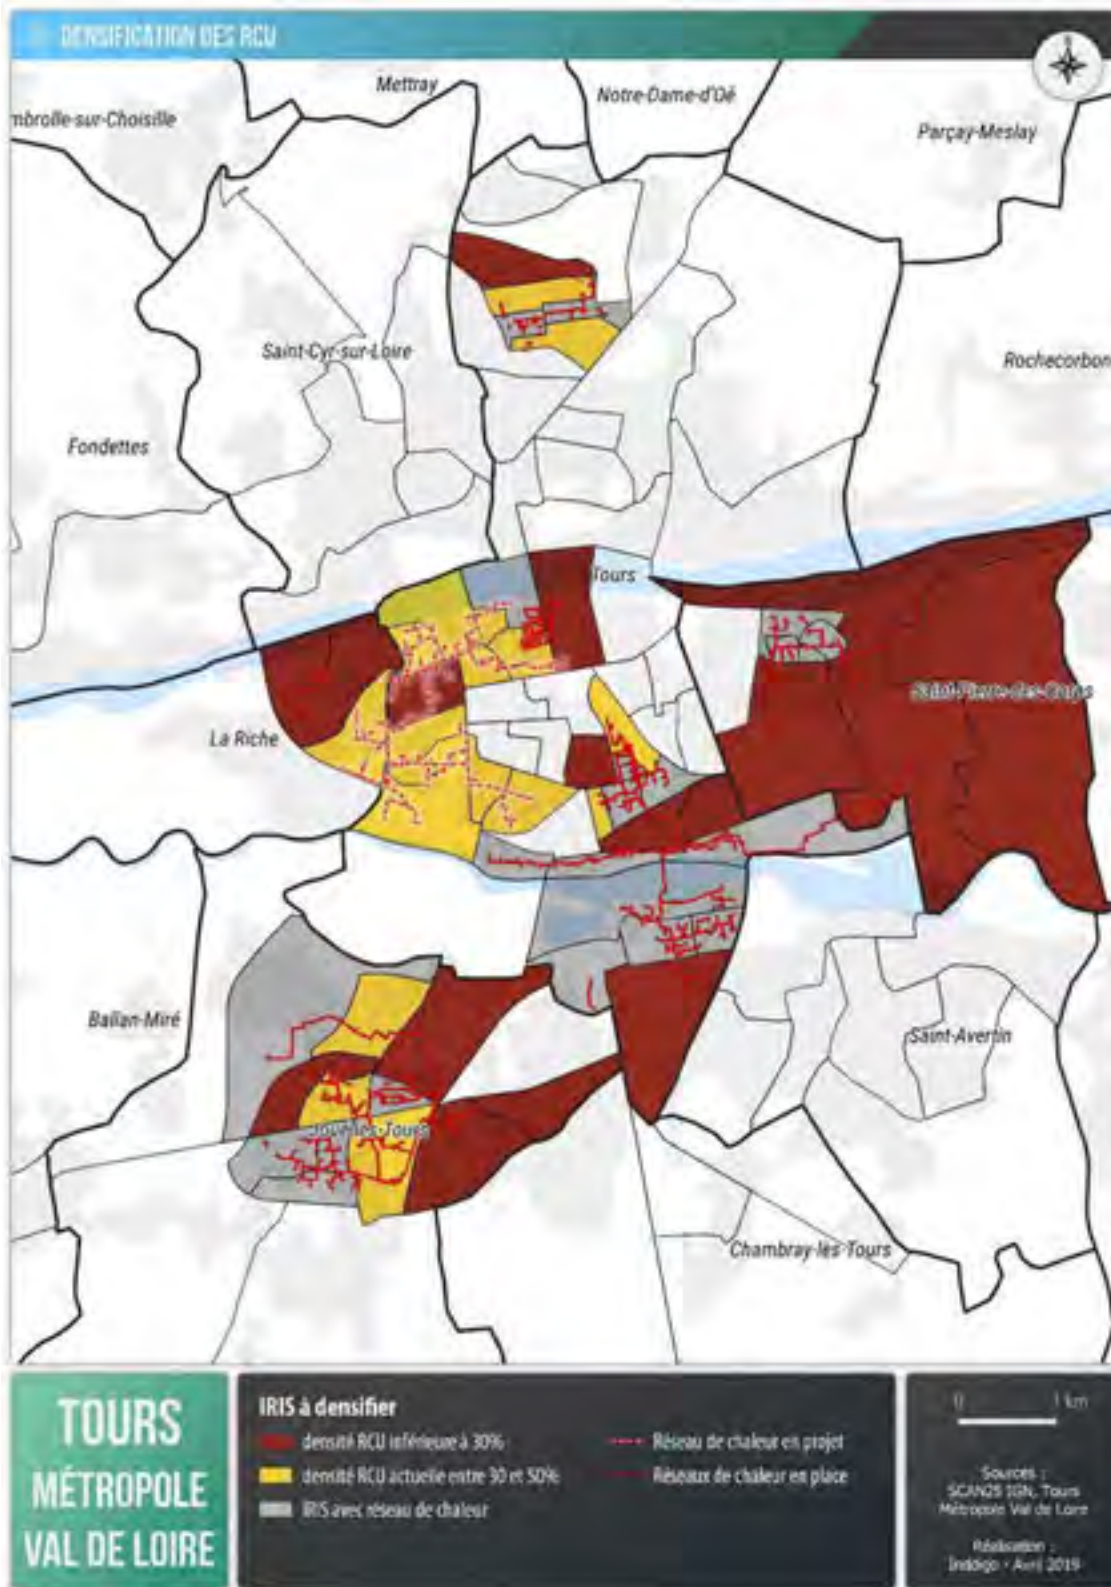 DENSIFICATION DES RCU
Mettray
Notre-Dame-d'Oé
mbrolle-sur-Choisille
Parçay-Meslay
Saint-Cyr-sur-Loire
Rochecorbon
Fondettes
Tours
Saint-Pierre-des-Corps
La Riche
Ballan-Miré
Saint-Avertin
Joué-lès-Tours
Chambray-lès-Tours
TOURS
MÉTROPOLE
VAL DE LOIRE
IRIS à densifier
densité RCU inférieure à 30%
densité RCU actuelle entre 30 et 50%
IRIS avec réseau de chaleur
Réseau de chaleur en projet
Réseaux de chaleur en place
0 1 km
Sources :
SCAN25 IGN, Tours
Métropole Val de Loire
Réalisation :
Inddigo - Avril 2019